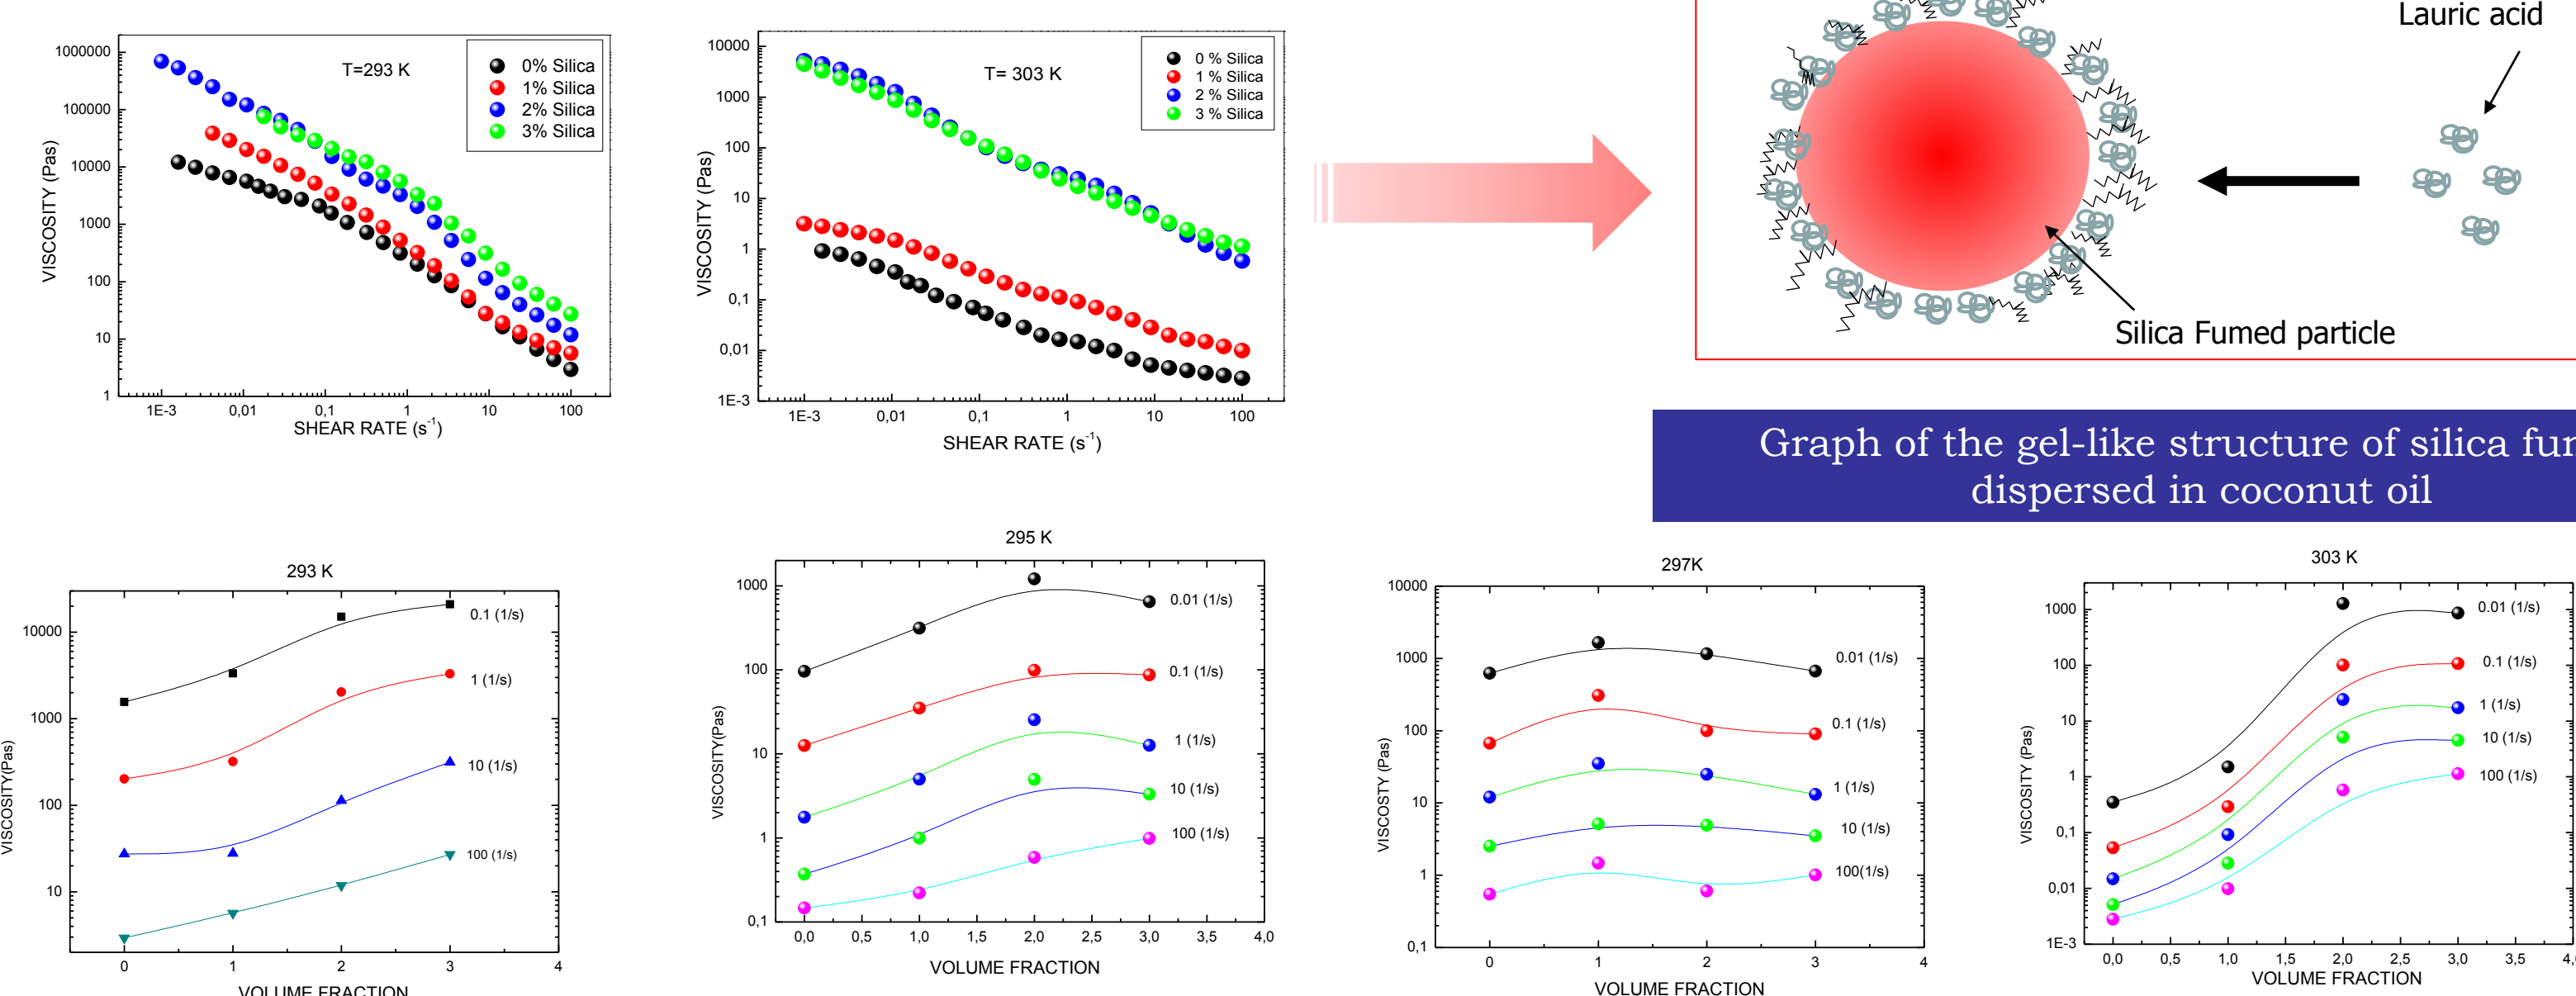 1000000
100000
10000
1000
100
10
1
VISCOSITY (Pas)
T=293 K
0% Silica
1% Silica
2% Silica
3% Silica
1E-3 0,01 0,1 1 10 100
SHEAR RATE (s-1)
10000
1000
100
10
1
0,1
0,01
1E-3
VISCOSITY (Pas)
T= 303 K
0 % Silica
1 % Silica
2 % Silica
3 % Silica
1E-3 0,01 0,1 1 10 100
SHEAR RATE (s-1)
Lauric acid
Silica Fumed particle
Graph of the gel-like structure of silica fu
dispersed in coconut oil
293 K
10000
1000
100
10
VISCOSITY(Pas)
0.1 (1/s)
1 (1/s)
10 (1/s)
100 (1/s)
0 1 2 3 4
VOLUME FRACTION
295 K
1000
100
10
1
0,1
VISCOSITY(Pas)
0.01 (1/s)
0.1 (1/s)
1 (1/s)
10 (1/s)
100 (1/s)
0,0 0,5 1,0 1,5 2,0 2,5 3,0 3,5 4,0
VOLUME FRACTION
297K
10000
1000
100
10
1
0,1
VISCOSTY (Pas)
0.01 (1/s)
0.1 (1/s)
1 (1/s)
10 (1/s)
100(1/s)
0 1 2 3 4
VOLUME FRACTION
303 K
1000
100
10
1
0,1
0,01
1E-3
VISCOSITY (Pas)
0.01 (1/s)
0.1 (1/s)
1 (1/s)
10 (1/s)
100 (1/s)
0,0 0,5 1,0 1,5 2,0 2,5 3,0 3,5 4,
VOLUME FRACTION